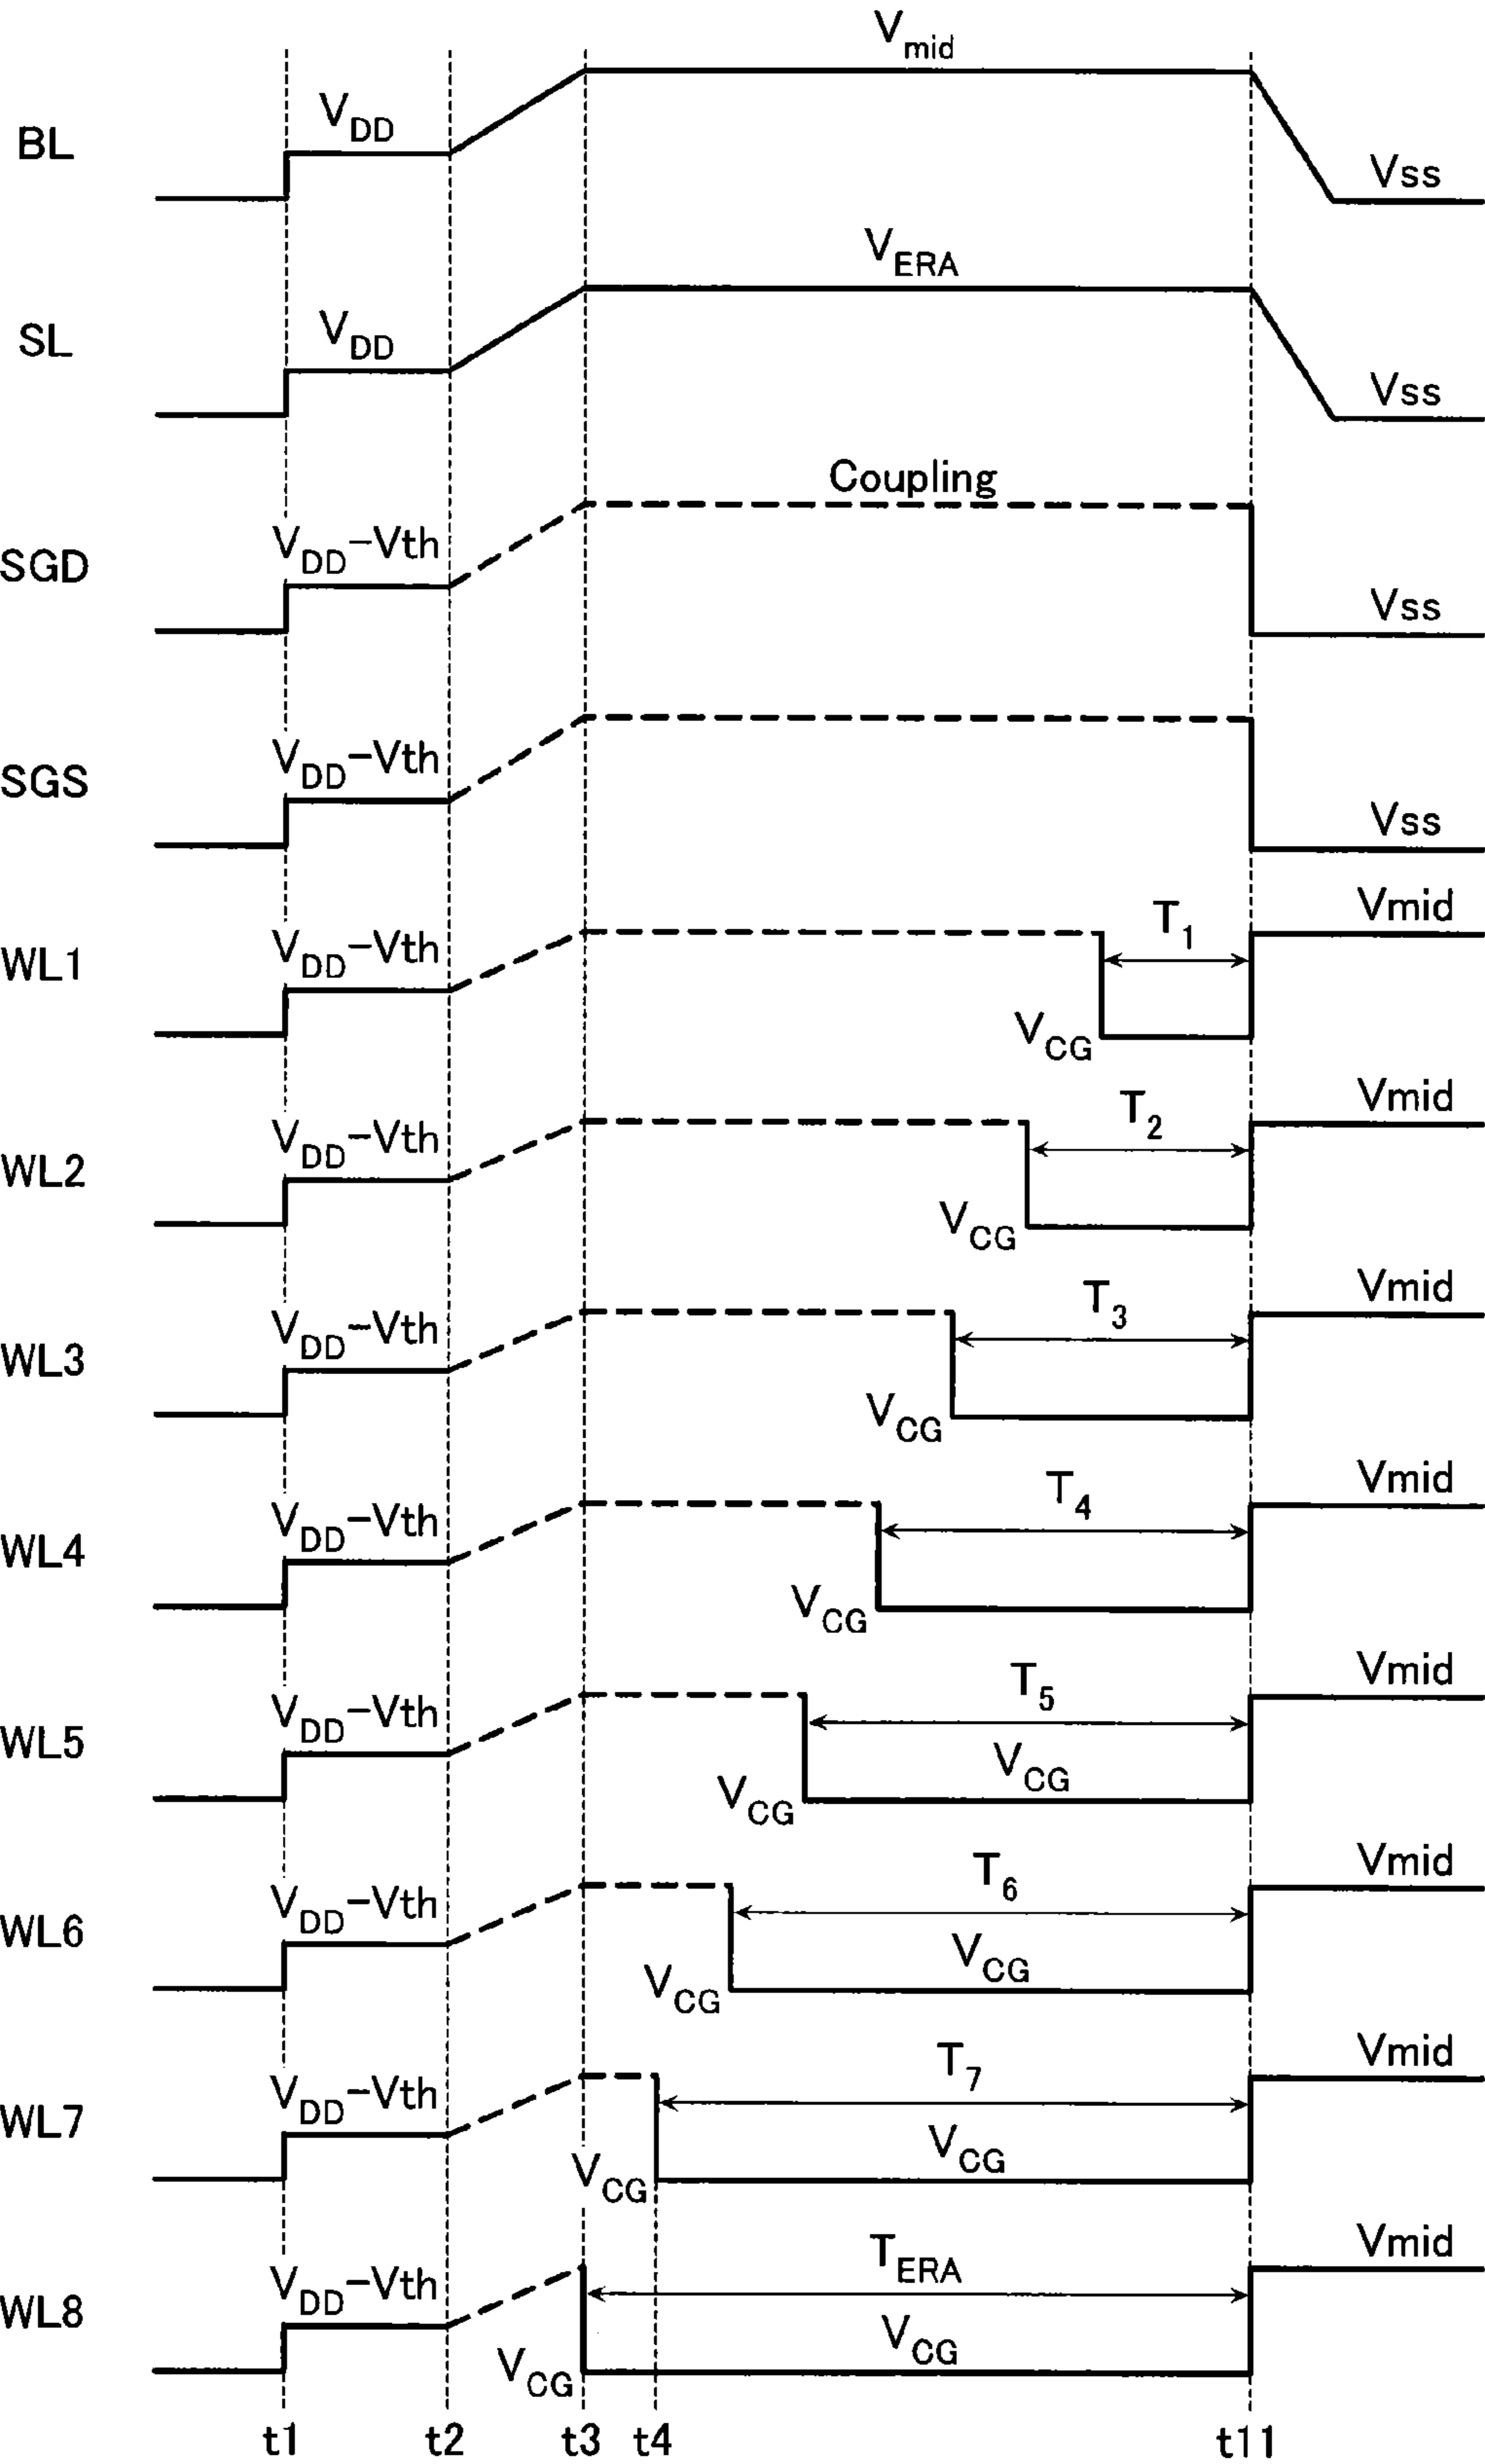 Vmid
BL VDD Vss
VERA
SL VDD Vss
Coupling
SGD VDD-Vth Vss
SGS VDD-Vth Vss
WL1 VDD-Vth VCG T1 Vmid
WL2 VDD-Vth VCG T2 Vmid
WL3 VDD-Vth VCG T3 Vmid
WL4 VDD-Vth VCG T4 Vmid
WL5 VDD-Vth VCG T5 VCG Vmid
WL6 VDD-Vth VCG T6 VCG Vmid
WL7 VDD-Vth VCG T7 VCG Vmid
WL8 VDD-Vth VCG TERA VCG Vmid
t1 t2 t3 t4 t11